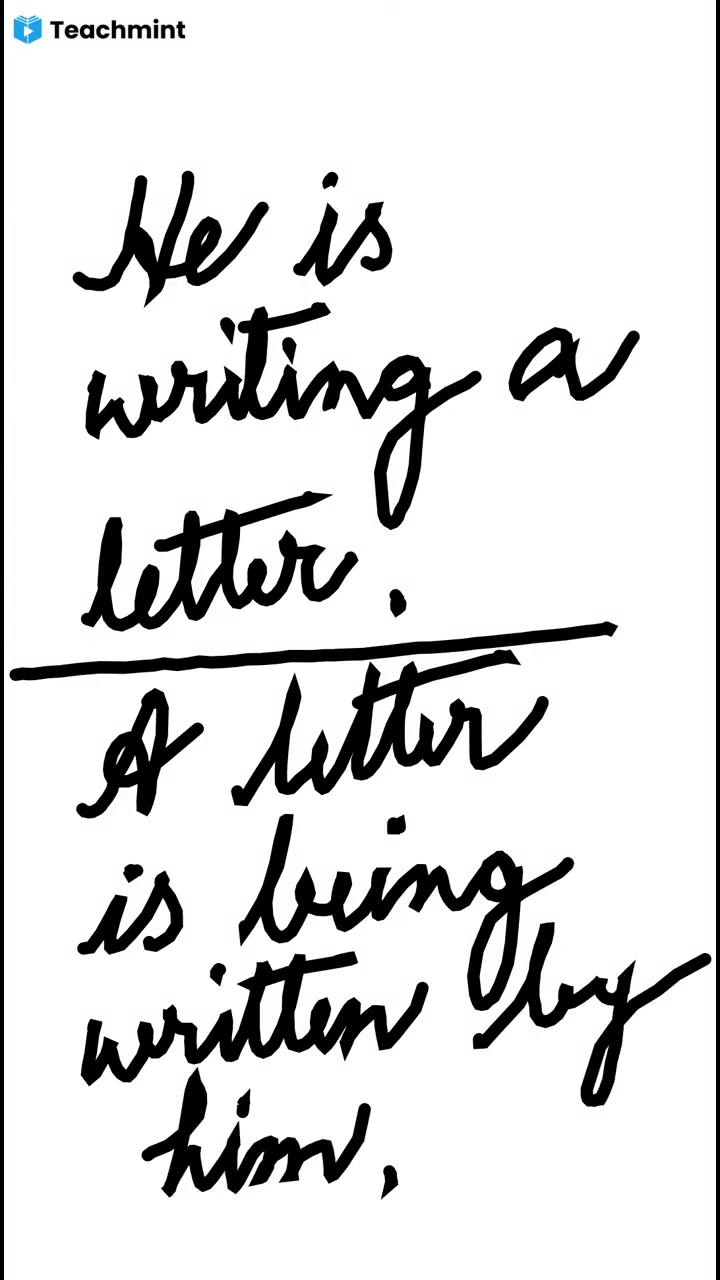 Teachmint
He is
writing a
letter.
A letter
is being
written by
him.